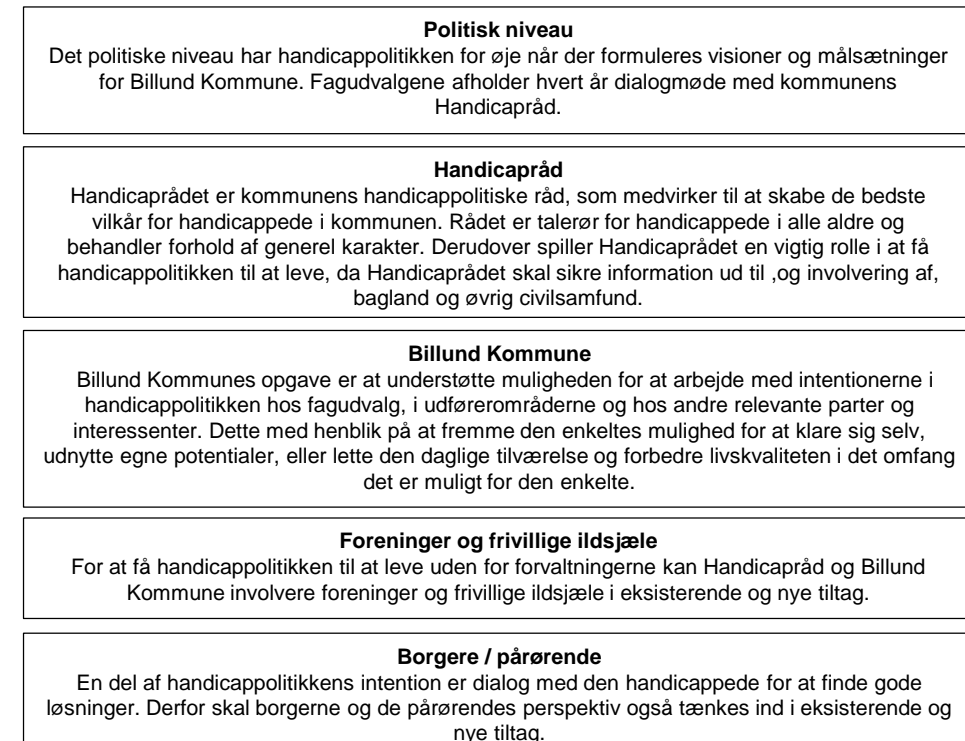 Politisk niveau
Det politiske niveau har handicappolitikken for øje når der formuleres visioner og målsætninger
for Billund Kommune. Fagudvalgene afholder hvert år dialogmøde med kommunens
Handicapråd.
Handicapråd
Handicaprådet er kommunens handicappolitiske råd, som medvirker til at skabe de bedste
vilkår for handicappede i kommunen. Rådet er talerør for handicappede i alle aldre og
behandler forhold af generel karakter. Derudover spiller Handicaprådet en vigtig rolle i at få
handicappolitikken til at leve, da Handicaprådet skal sikre information ud til ,og involvering af,
bagland og øvrig civilsamfund.
Billund Kommune
Billund Kommunes opgave er at understøtte muligheden for at arbejde med intentionerne i
handicappolitikken hos fagudvalg, i udførerområderne og hos andre relevante parter og
interessenter. Dette med henblik på at fremme den enkeltes mulighed for at klare sig selv,
udnytte egne potentialer, eller lette den daglige tilværelse og forbedre livskvaliteten i det omfang
det er muligt for den enkelte.
Foreninger og frivillige ildsjæle
For at få handicappolitikken til at leve uden for forvaltningerne kan Handicapråd og Billund
Kommune involvere foreninger og frivillige ildsjæle i eksisterende og nye tiltag.
Borgere / pårørende
En del af handicappolitikkens intention er dialog med den handicappede for at finde gode
løsninger. Derfor skal borgerne og de pårørendes perspektiv også tænkes ind i eksisterende og
nye tiltag.